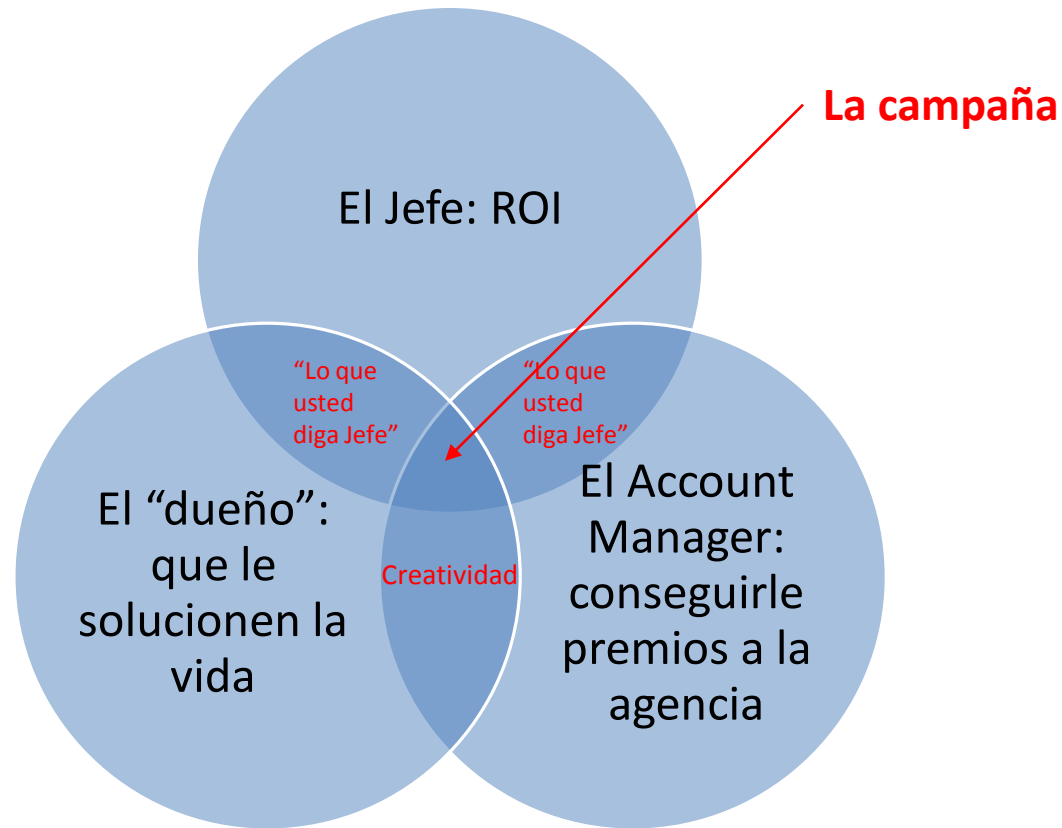 La campaña
El Jefe: ROI
“Lo que
usted
diga Jefe”
“Lo que
usted
diga Jefe”
El “dueño”:
que le
solucionen la
vida
Creatividad
El Account
Manager:
conseguirle
premios a la
agencia